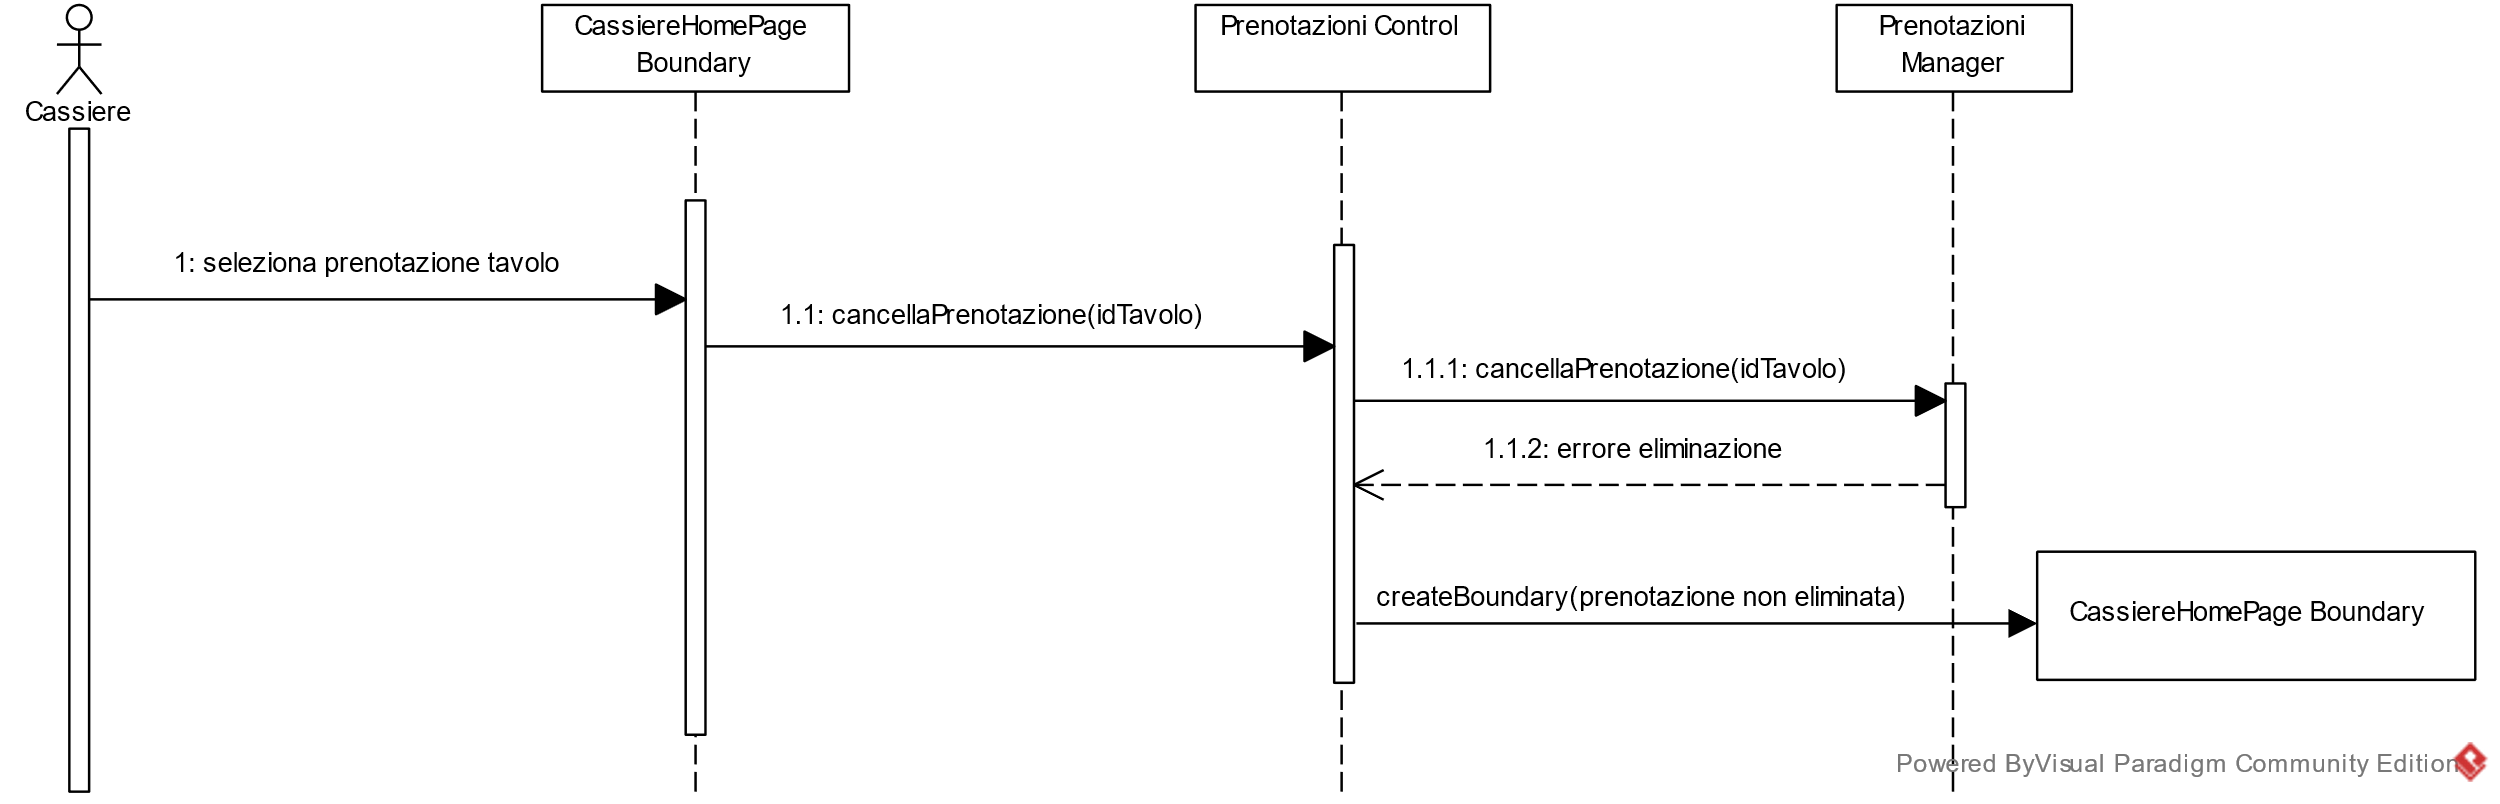 Cassiere
CassiereHomePage
Boundary
Prenotazioni Control
Prenotazioni
Manager
1: seleziona prenotazione tavolo
1.1: cancellaPrenotazione(idTavolo)
1.1.1: cancellaPrenotazione(idTavolo)
1.1.2: errore eliminazione
createBoundary(prenotazione non eliminata)
CassiereHomePage Boundary
Powered ByVisual Paradigm Community Edition